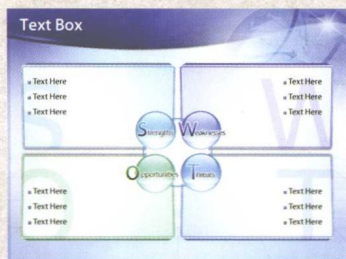 Text Box
Text Here
Text Here
Text Here
Text Here
Text Here
Text Here
Strengths
Weaknesses
Opportunities
Threats
Text Here
Text Here
Text Here
Text Here
Text Here
Text Here
S
W
O
T